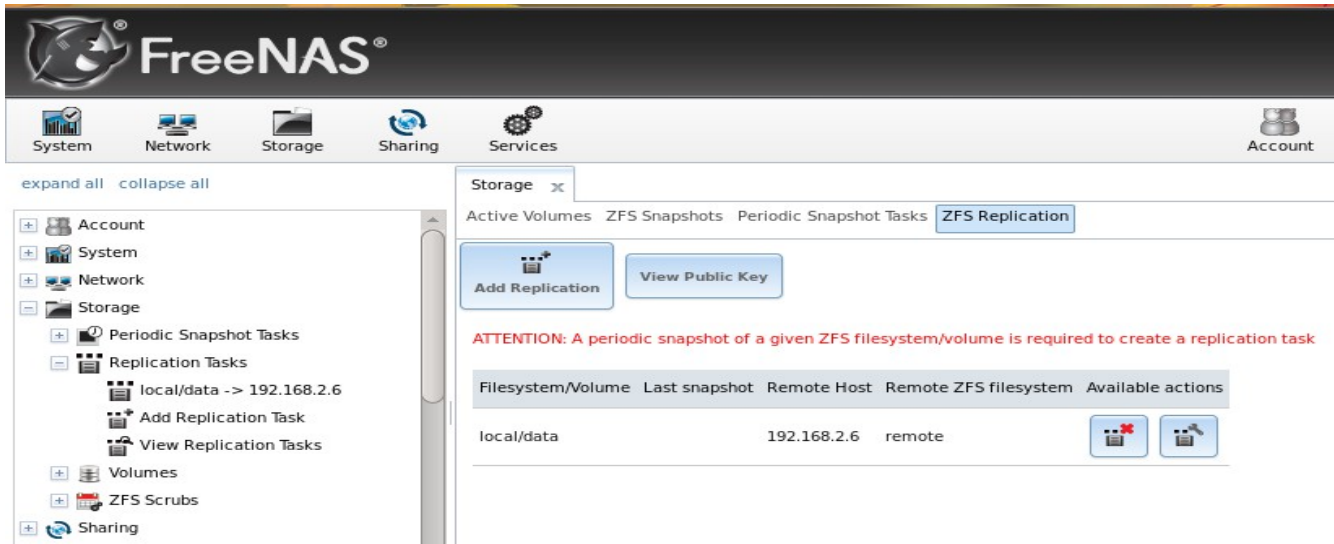 FreeNAS®
System Network Storage Sharing Services Account
expand all collapse all
Account
System
Network
Storage
Periodic Snapshot Tasks
Replication Tasks
local/data -> 192.168.2.6
Add Replication Task
View Replication Tasks
Volumes
ZFS Scrubs
Sharing
Storage x
Active Volumes ZFS Snapshots Periodic Snapshot Tasks ZFS Replication
Add Replication View Public Key
ATTENTION: A periodic snapshot of a given ZFS filesystem/volume is required to create a replication task
Filesystem/Volume Last snapshot Remote Host Remote ZFS filesystem Available actions
local/data 192.168.2.6 remote